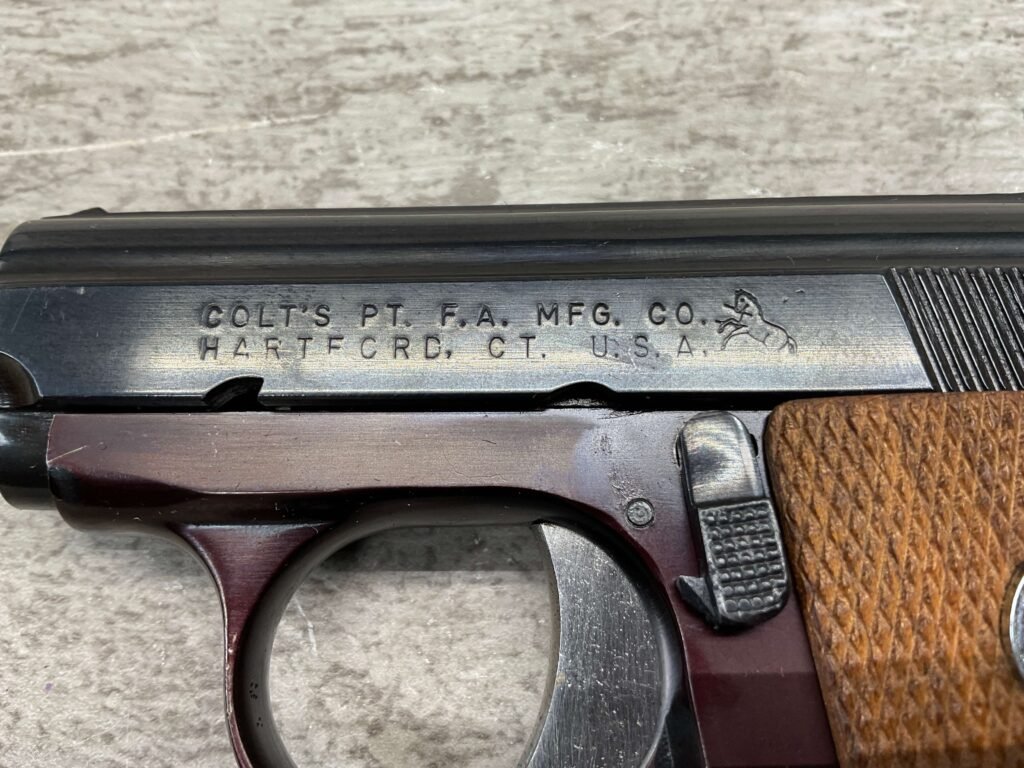 COLT'S PT. F.A. MFG. CO.
HARTFORD, CT. U.S.A.